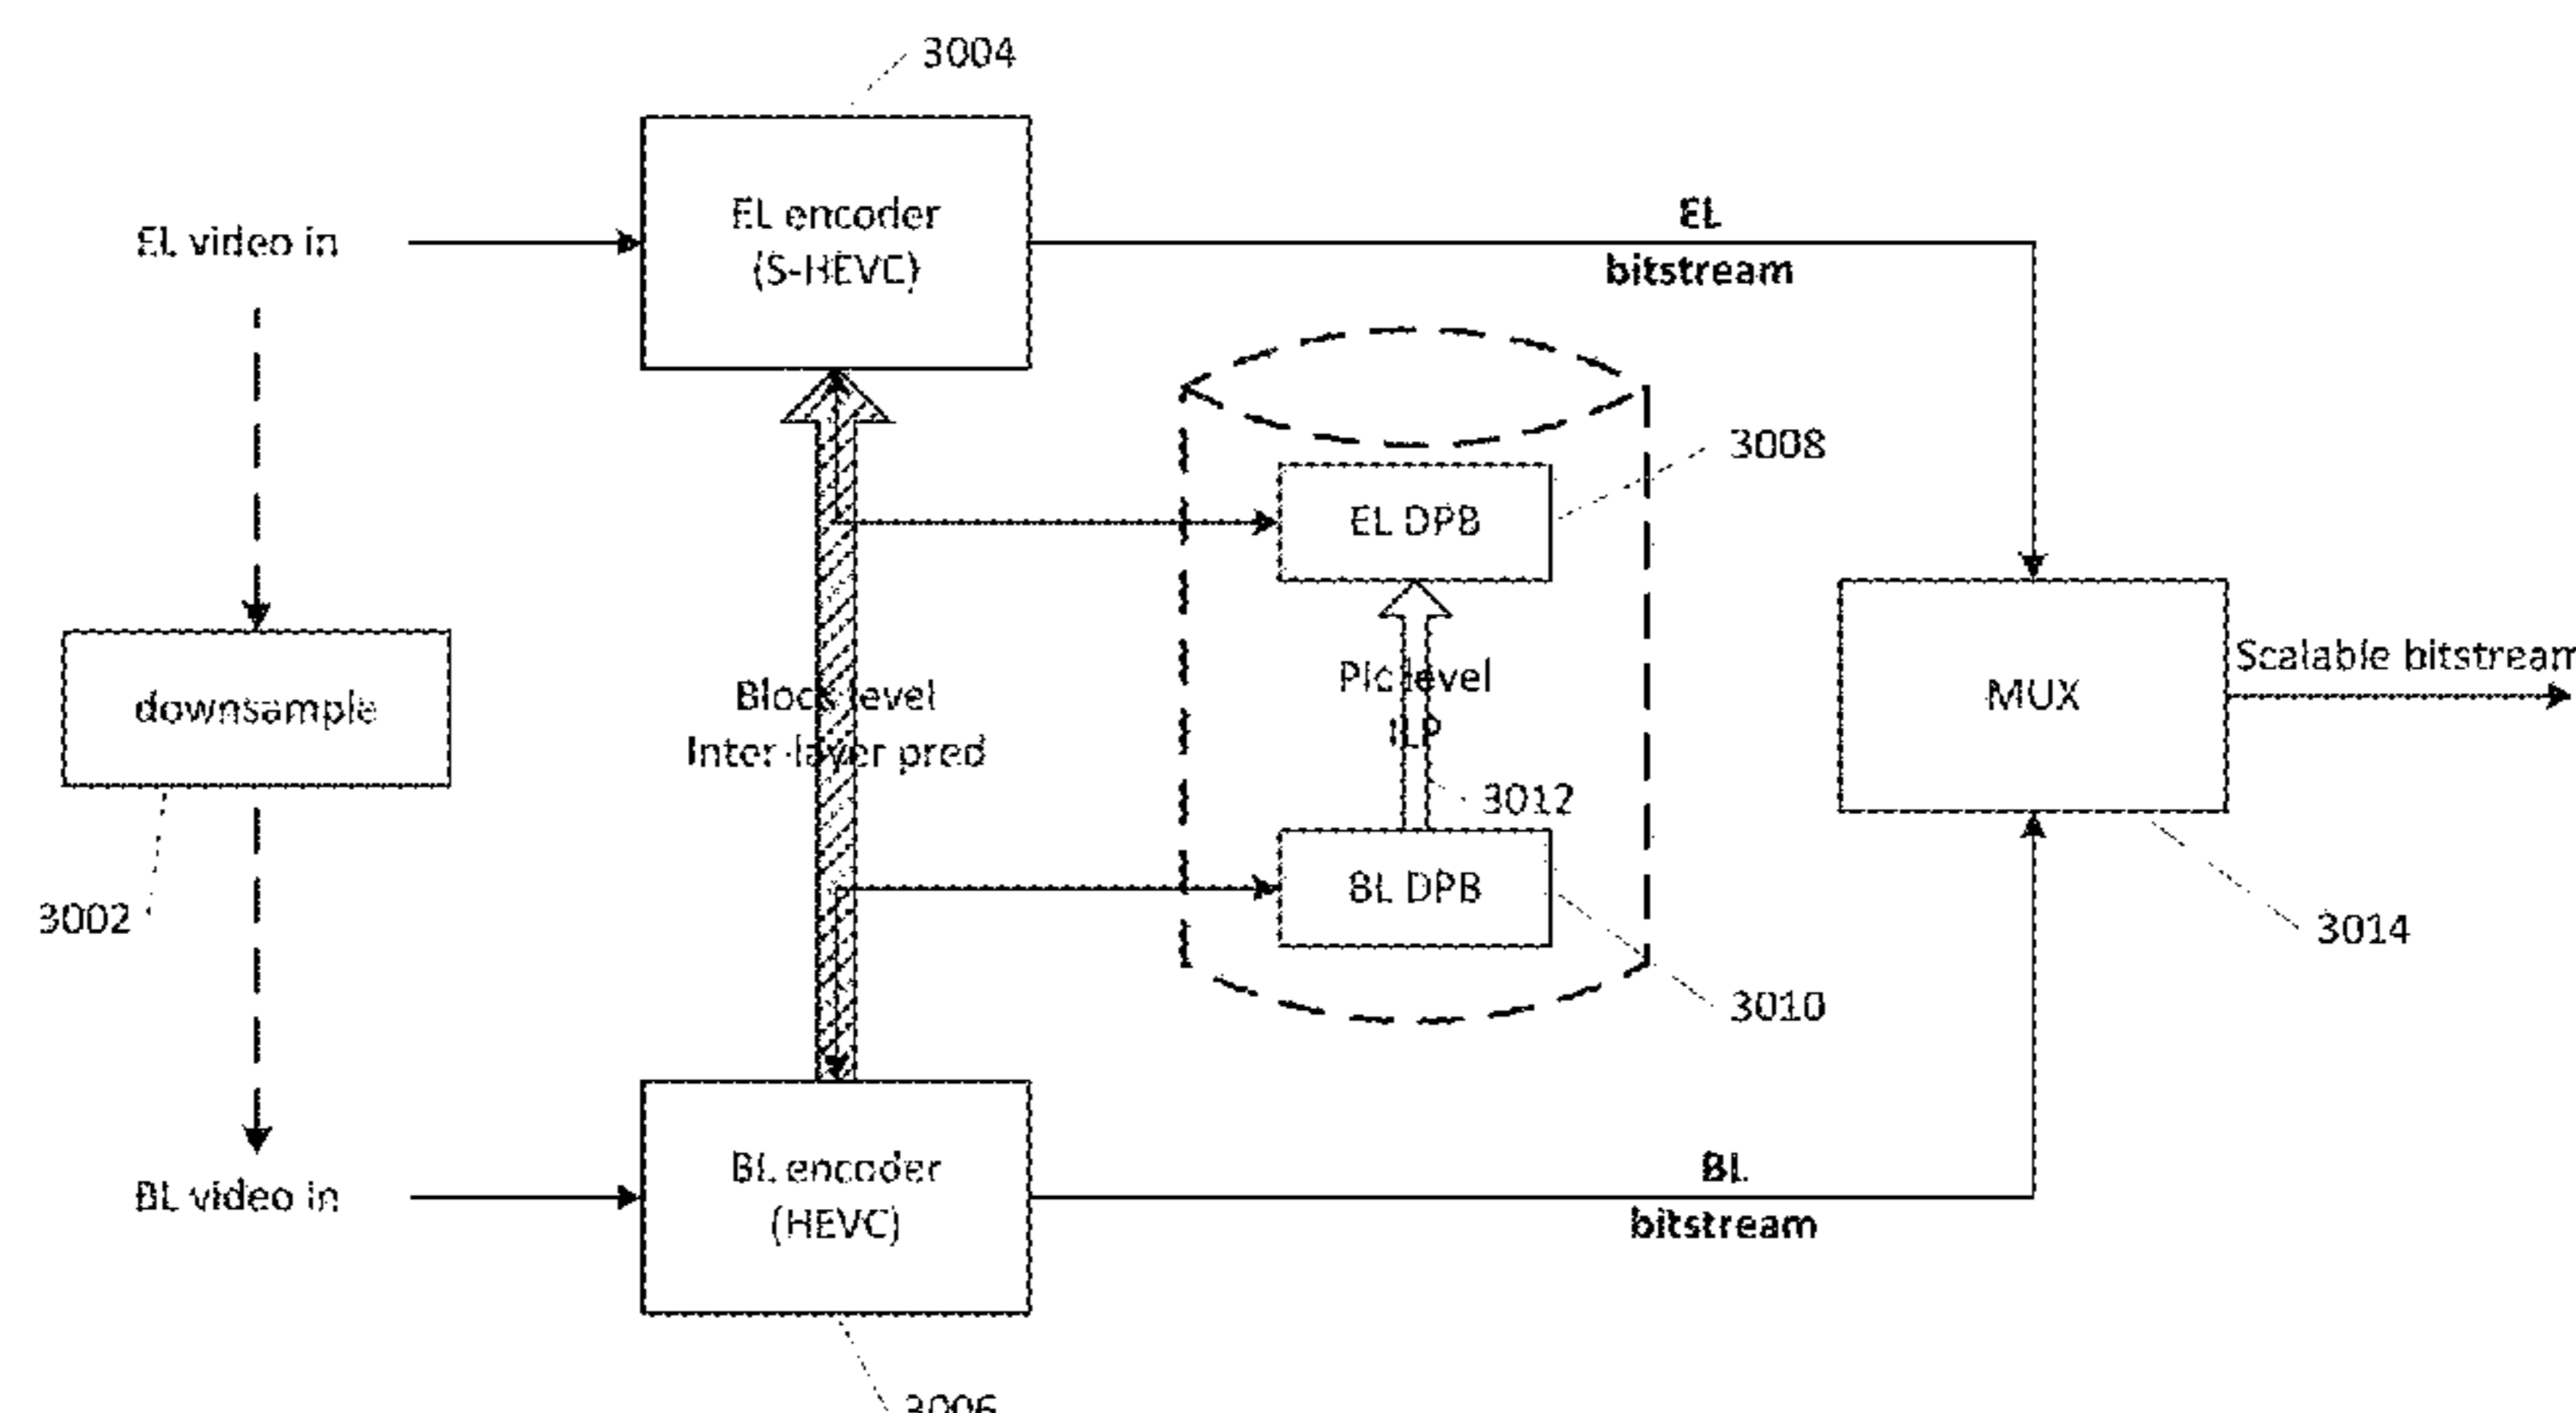 3004
EL encoder
(S-HEVC)
EL video in
EL
bitstream
3008
EL DPB
downsample
Block level
Inter-layer pred
Pic level
ILP
MUX
Scalable bitstream
3012
3002
BL DPB
3014
3010
BL encoder
(HEVC)
BL video in
BL
bitstream
3006